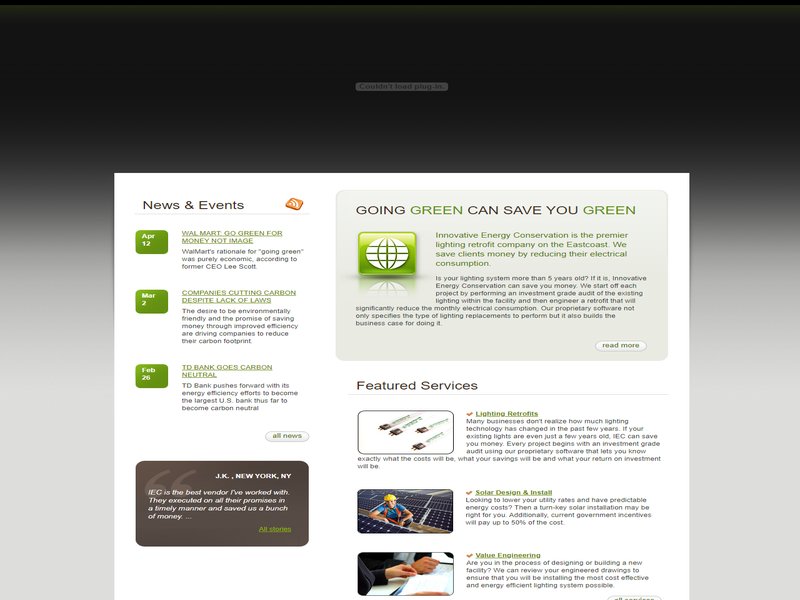 Couldn't load plug-in.
News & Events
Apr
12
WAL MART: GO GREEN FOR
MONEY NOT IMAGE
WalMart's rationale for "going green"
was purely economic, according to
former CEO Lee Scott.
Mar
2
COMPANIES CUTTING CARBON
DESPITE LACK OF LAWS
The desire to be environmentally
friendly and the promise of saving
money through improved efficiency
are driving companies to reduce
their carbon footprint.
Feb
26
TD BANK GOES CARBON
NEUTRAL
TD Bank pushes forward with its
energy efficiency efforts to become
the largest U.S. bank thus far to
become carbon neutral
all news
J.K. , NEW YORK, NY
IEC is the best vendor I've worked with.
They executed on all their promises in
a timely manner and saved us a bunch
of money. ...
All stories
GOING GREEN CAN SAVE YOU GREEN
Innovative Energy Conservation is the premier
lighting retrofit company on the Eastcoast. We
save clients money by reducing their electrical
consumption.
Is your lighting system more than 5 years old? If it is, Innovative
Energy Conservation can save you money. We start off each
project by performing an investment grade audit of the existing
lighting within the facility and then engineer a retrofit that will
significantly reduce the monthly electrical consumption. Our proprietary software not
only specifies the type of lighting replacements to perform but it also builds the
business case for doing it.
read more
Featured Services
Lighting Retrofits
Many businesses don't realize how much lighting
technology has changed in the past few years. If your
existing lights are even just a few years old, IEC can save
you money. Every project begins with an investment grade
audit using our proprietary software that lets you know
exactly what the costs will be, what your savings will be and what your return on investment
will be.
Solar Design & Install
Looking to lower your utility rates and have predictable
energy costs? Then a turn-key solar installation may be
right for you. Additionally, current government incentives
will pay up to 50% of the cost.
Value Engineering
Are you in the process of designing or building a new
facility? We can review your engineered drawings to
ensure that you will be installing the most cost effective
and energy efficient lighting system possible.
all services